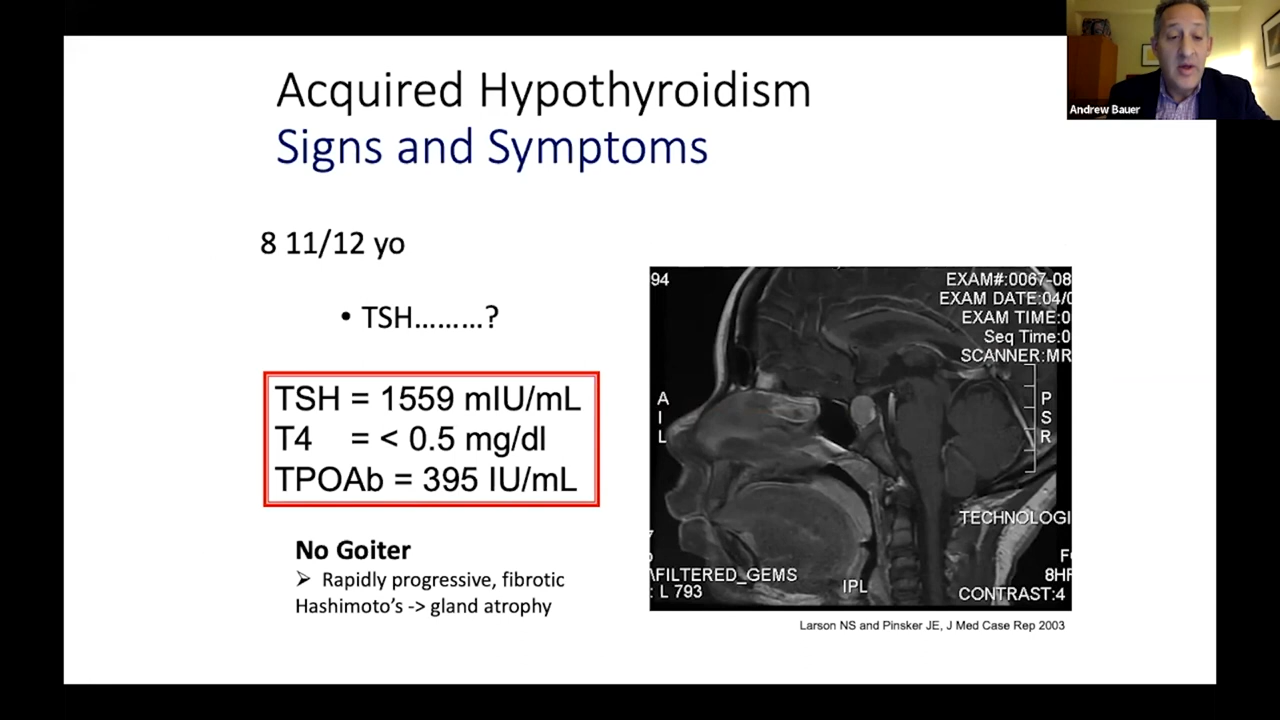 Andrew Bauer
Acquired Hypothyroidism
Signs and Symptoms
8 11/12 yo
• TSH.........?
TSH = 1559 mIU/mL
T4 = < 0.5 mg/dl
TPOAb = 395 IU/mL
No Goiter
➢ Rapidly progressive, fibrotic
Hashimoto's -> gland atrophy
94
EXAM#:0067-08
EXAM DATE:04/0
EXAM TIME:0
Seq Time:0
SCANNER:MR
A
I
L
P
S
R
TECHNOLOGI
AFILTERED_GEMS
: L 793
IPL
8HR
CONTRAST:4
Larson NS and Pinsker JE, J Med Case Rep 2003